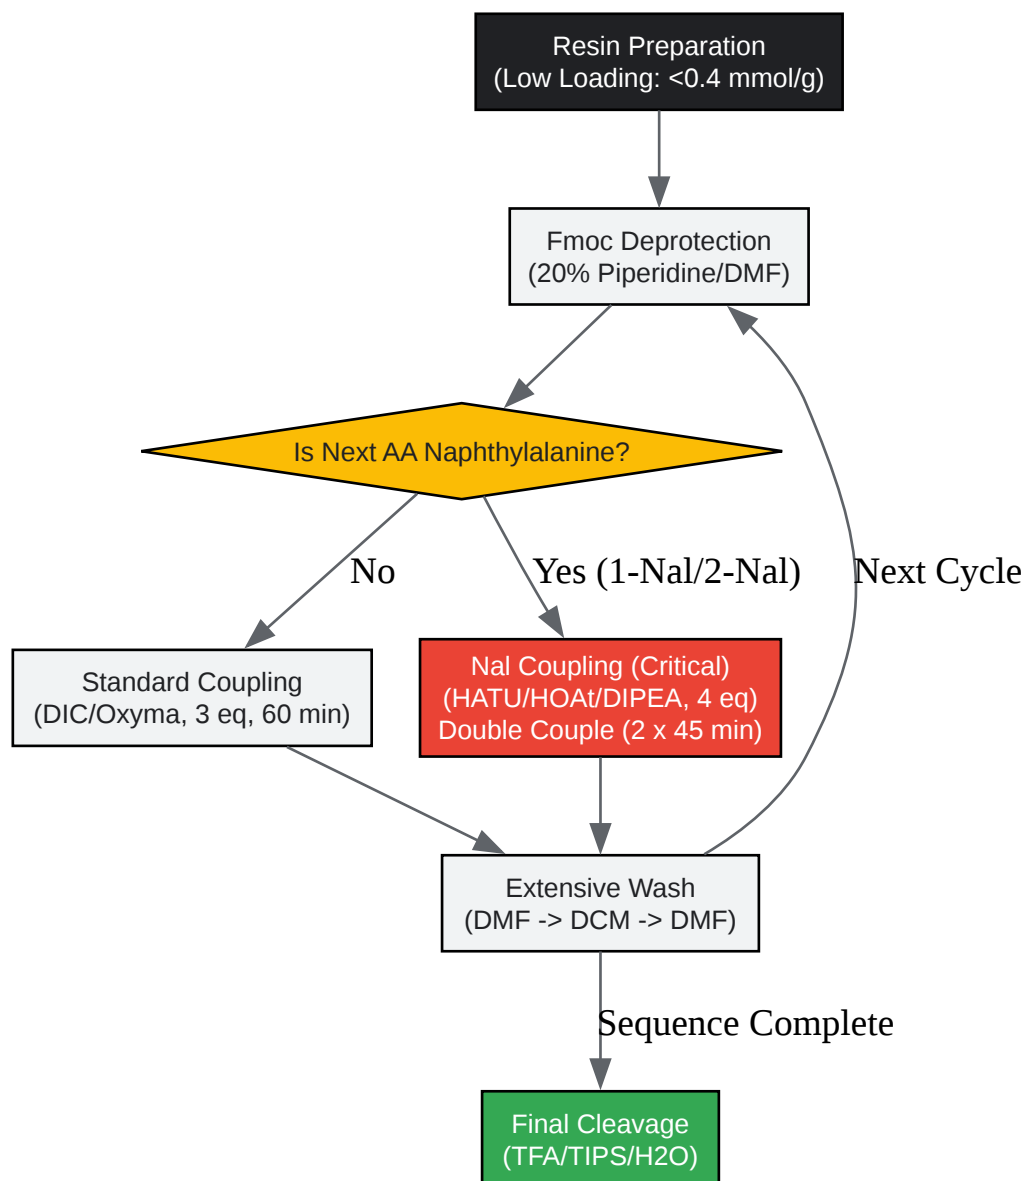 Resin Preparation
(Low Loading: <0.4 mmol/g)
Fmoc Deprotection
(20% Piperidine/DMF)
Is Next AA Naphthylalanine?
No
Yes (1-Nal/2-Nal)
Next Cycle
Standard Coupling
(DIC/Oxyma, 3 eq, 60 min)
Nal Coupling (Critical)
(HATU/HOAt/DIPEA, 4 eq)
Double Couple (2 x 45 min)
Extensive Wash
(DMF -> DCM -> DMF)
Sequence Complete
Final Cleavage
(TFA/TIPS/H2O)